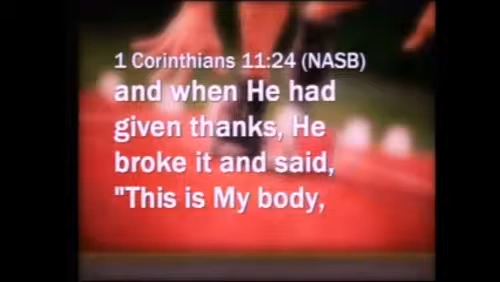 1 Corinthians 11:24 (NASB)
and when He had
given thanks, He
broke it and said,
"This is My body,